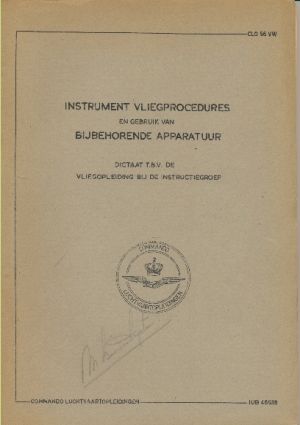 CLO 56 VW
INSTRUMENT VLIEGPROCEDURES
EN GEBRUIK VAN
BIJBEHORENDE APPARATUUR
DICTAAT T.B.V. DE
VLIEGOPLEIDING BIJ DE INSTRUCTIEGROEP
COMMANDO
LUCHTVAARTOPLEIDINGEN
COMMANDO LUCHTVAARTOPLEIDINGEN